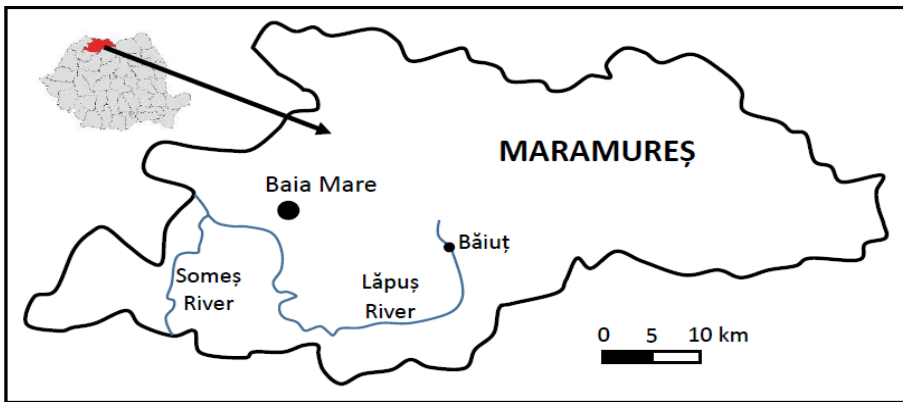 MARAMUREȘ
Baia Mare
Băiuț
Someș
River
Lăpuș
River
0 5 10 km